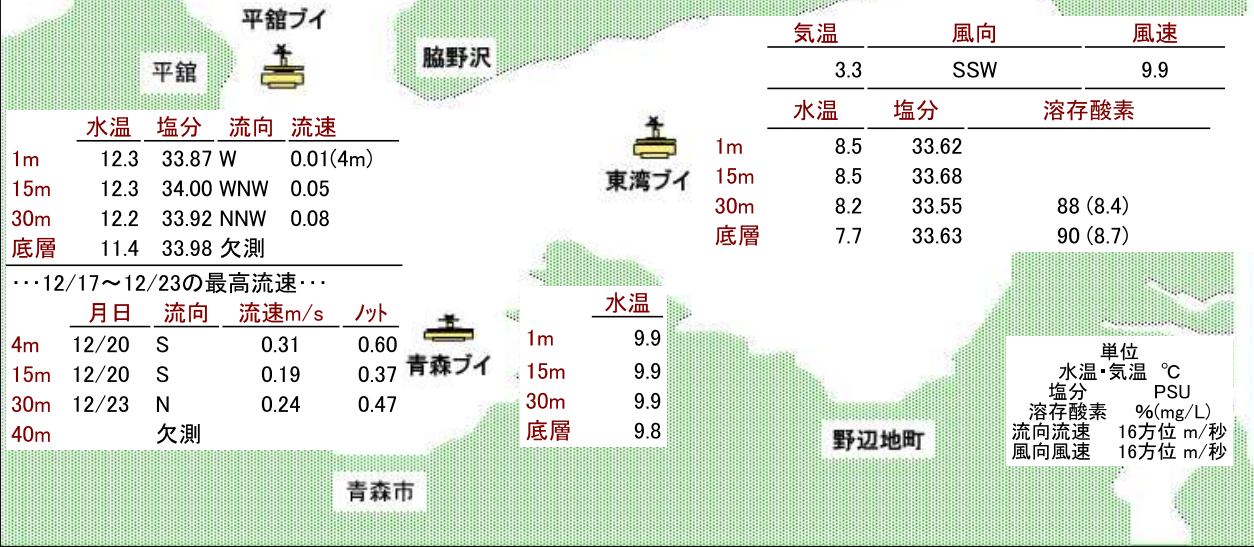 平舘ブイ
平舘
脇野沢
気温 風向 風速
3.3 SSW 9.9
水温 塩分 溶存酸素
1m 8.5 33.62
15m 8.5 33.68
30m 8.2 33.55 88 (8.4)
底層 7.7 33.63 90 (8.7)
東湾ブイ
水温 塩分 流向 流速
1m 12.3 33.87 W 0.01(4m)
15m 12.3 34.00 WNW 0.05
30m 12.2 33.92 NNW 0.08
底層 11.4 33.98 欠測
･･･12/17～12/23の最高流速･･･
月日 流向 流速m/s ﾉｯﾄ
4m 12/20 S 0.31 0.60
15m 12/20 S 0.19 0.37
30m 12/23 N 0.24 0.47
40m 欠測
青森ブイ
水温
1m 9.9
15m 9.9
30m 9.9
底層 9.8
単位
水温・気温 ℃
塩分 PSU
溶存酸素 %(mg/L)
流向流速 16方位 m/秒
風向風速 16方位 m/秒
野辺地町
青森市